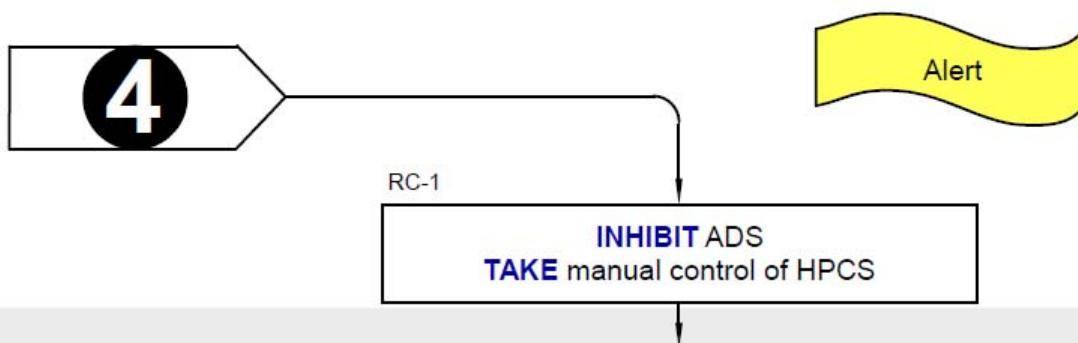 4
Alert
RC-1
INHIBIT ADS
TAKE manual control of HPCS